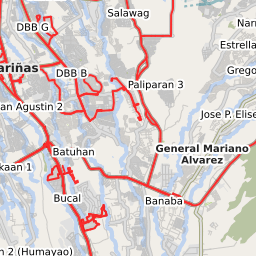 Salawag
DBB G
Nar
Estrella
ariñas
DBB B
Grego
Paliparan 3
an Agustin 2
Jose P. Elise
Batuhan
General Mariano
Alvarez
kaan 1
Bucal
Banaba
n 2 (Humayao)